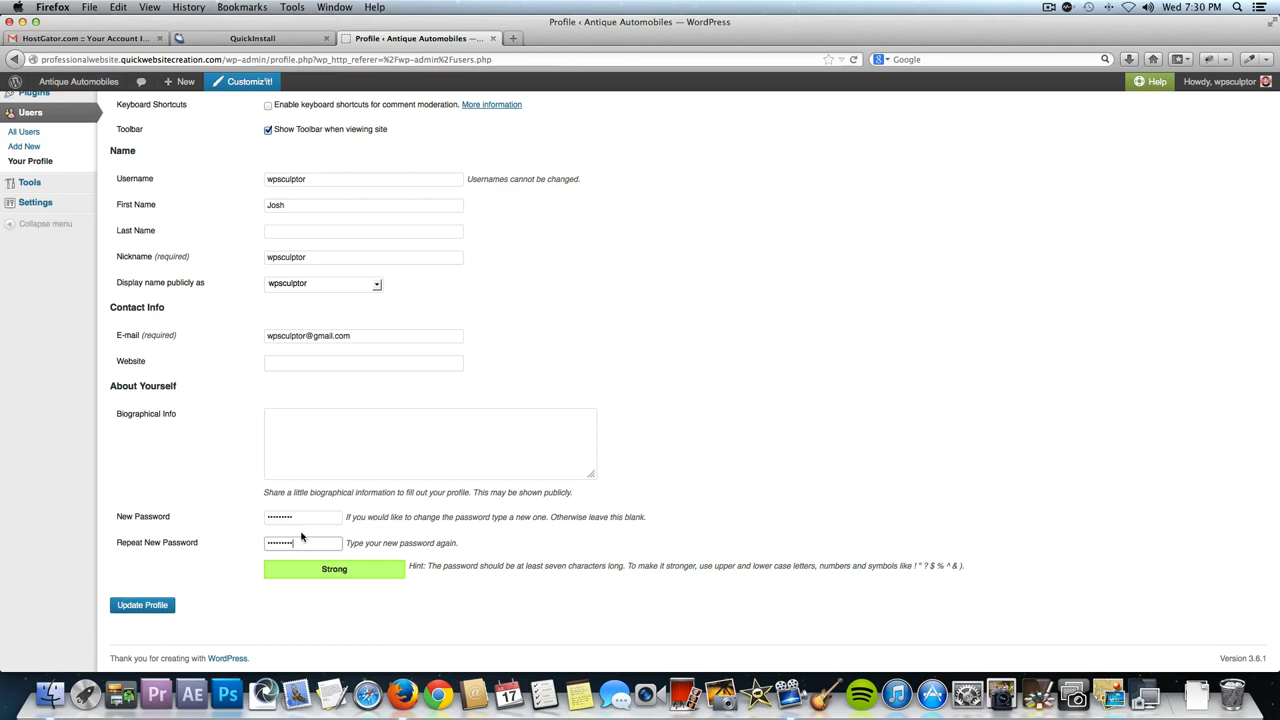 Firefox File Edit View History Bookmarks Tools Window Help Wed 7:30 PM
Profile ‹ Antique Automobiles — WordPress
HostGator.com :: Your Account I... × QuickInstall × Profile ‹ Antique Automobiles — ... × +
professionalwebsite.quickwebsitecreation.com/wp-admin/profile.php?wp_http_referer=%2Fwp-admin%2Fusers.php Google
Antique Automobiles + New Customize It! Help Howdy, wpsculptor
Plugins
Users
All Users
Add New
Your Profile
Tools
Settings
Collapse menu
Keyboard Shortcuts Enable keyboard shortcuts for comment moderation. More information
Toolbar Show Toolbar when viewing site
Name
Username wpsculptor Usernames cannot be changed.
First Name Josh
Last Name
Nickname (required) wpsculptor
Display name publicly as wpsculptor
Contact Info
E-mail (required) wpsculptor@gmail.com
Website
About Yourself
Biographical Info
Share a little biographical information to fill out your profile. This may be shown publicly.
New Password ••••••••• If you would like to change the password type a new one. Otherwise leave this blank.
Repeat New Password ••••••••• Type your new password again.
Strong Hint: The password should be at least seven characters long. To make it stronger, use upper and lower case letters, numbers and symbols like ! " ? $ % ^ & ).
Update Profile
Thank you for creating with WordPress. Version 3.6.1
Pr Ae Ps 17